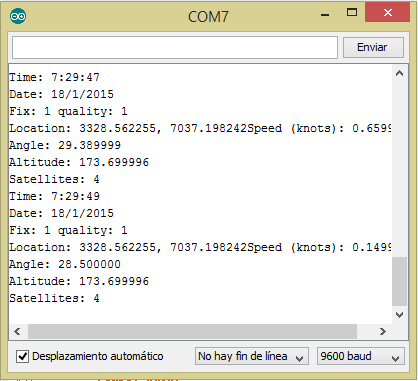 COM7
Enviar
Time: 7:29:47
Date: 18/1/2015
Fix: 1 quality: 1
Location: 3328.562255, 7037.198242Speed (knots): 0.6599
Angle: 29.389999
Altitude: 173.699996
Satellites: 4
Time: 7:29:49
Date: 18/1/2015
Fix: 1 quality: 1
Location: 3328.562255, 7037.198242Speed (knots): 0.1499
Angle: 28.500000
Altitude: 173.699996
Satellites: 4
Desplazamiento automático No hay fin de línea 9600 baud